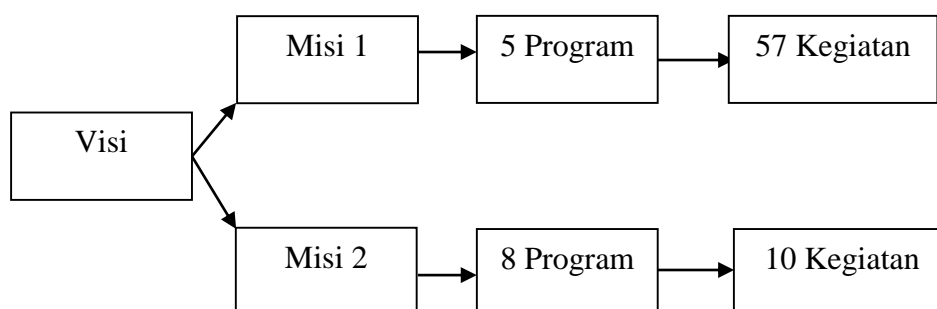 Misi 1
5 Program
57 Kegiatan
Visi
Misi 2
8 Program
10 Kegiatan